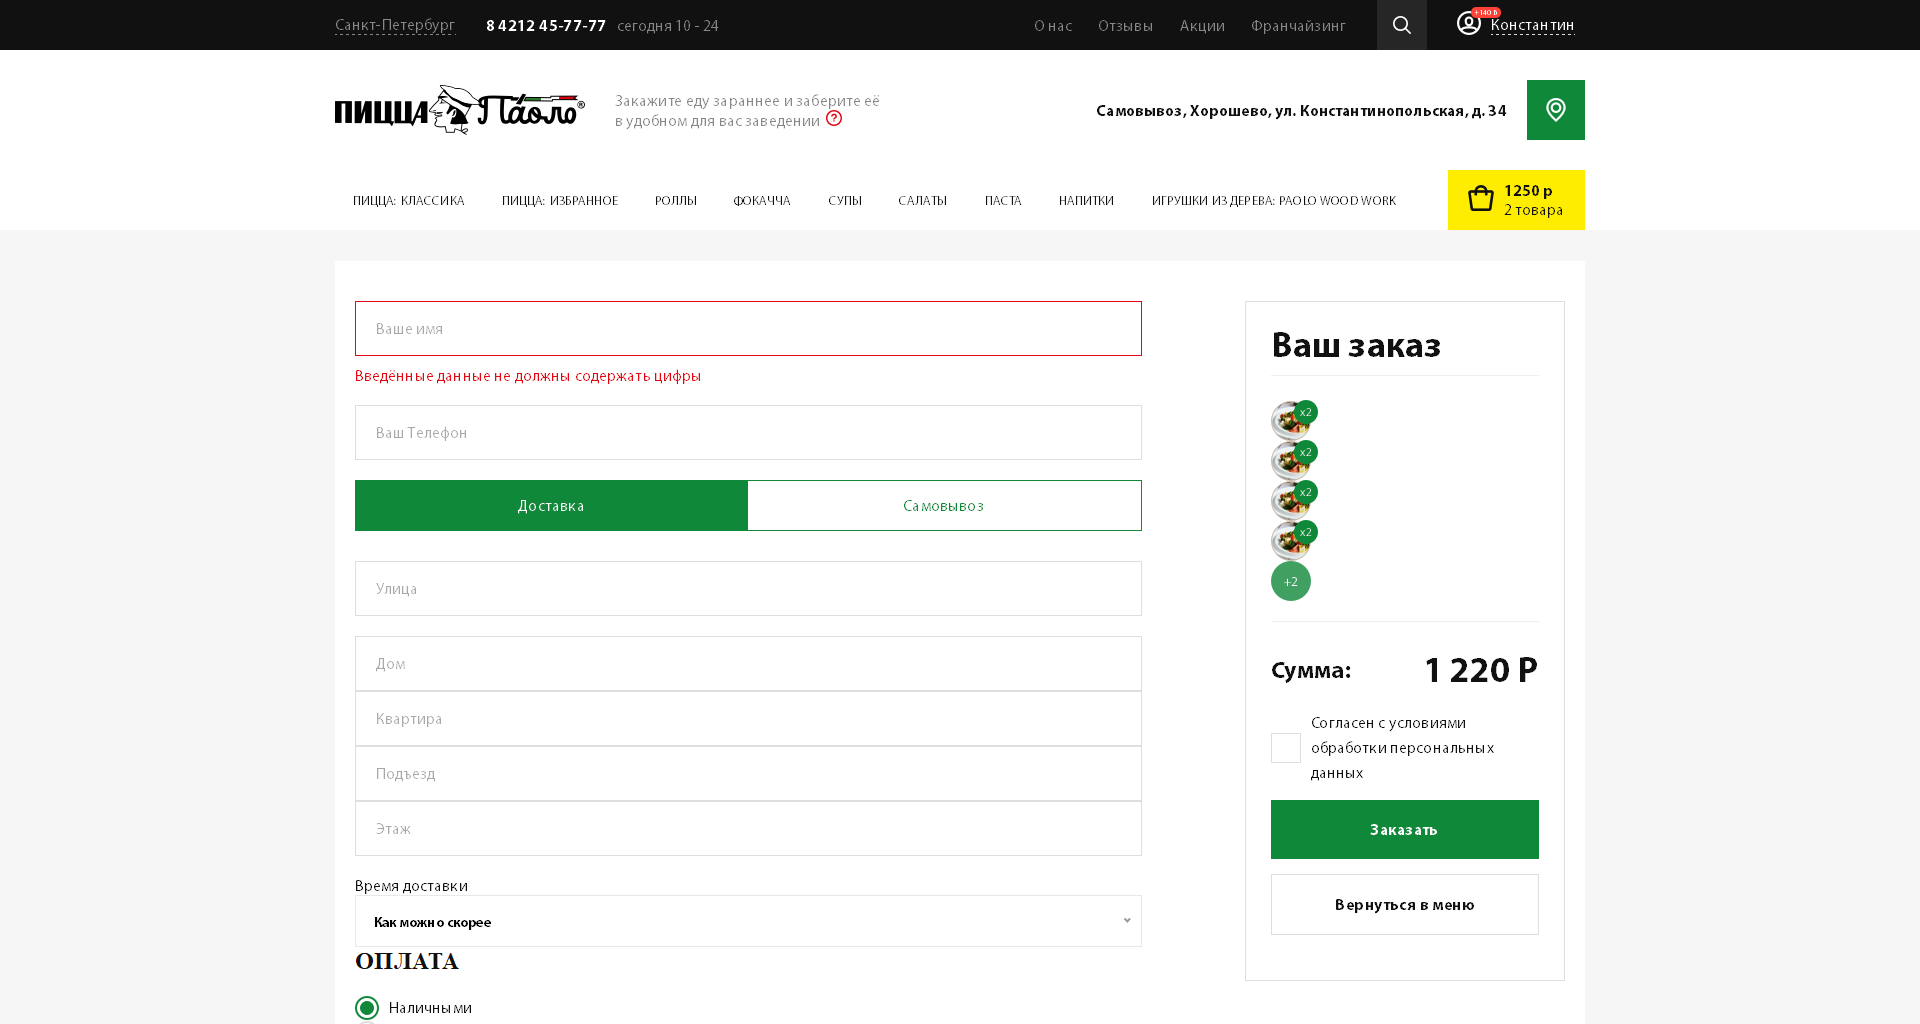 Санкт-Петербург
8 4212 45-77-77
сегодня 10 - 24
О нас
Отзывы
Акции
Франчайзинг
+140 ₽
Константин
ПИЦЦА Паоло®
Закажите еду зараннее и заберите её
в удобном для вас заведении ?
Самовывоз, Хорошево, ул. Константинопольская, д. 34
ПИЦЦА: КЛАССИКА
ПИЦЦА: ИЗБРАННОЕ
РОЛЛЫ
ФОКАЧЧА
СУПЫ
САЛАТЫ
ПАСТА
НАПИТКИ
ИГРУШКИ ИЗ ДЕРЕВА: PAOLO WOOD WORK
1250 р
2 товара
Ваше имя
Введённые данные не должны содержать цифры
Ваш Телефон
Доставка
Самовывоз
Улица
Дом
Квартира
Подъезд
Этаж
Время доставки
Как можно скорее
ОПЛАТА
Наличными
Ваш заказ
x2
x2
x2
x2
+2
Сумма:
1 220 Р
Согласен с условиями
обработки персональных
данных
Заказать
Вернуться в меню